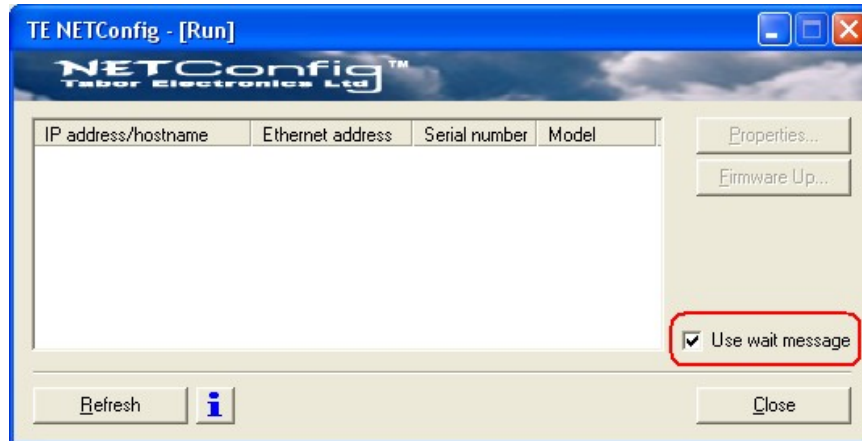 TE NETConfig - [Run]
NETConfig™
Tabor Electronics Ltd
IP address/hostname Ethernet address Serial number Model
Properties...
Firmware Up...
Use wait message
Refresh i Close